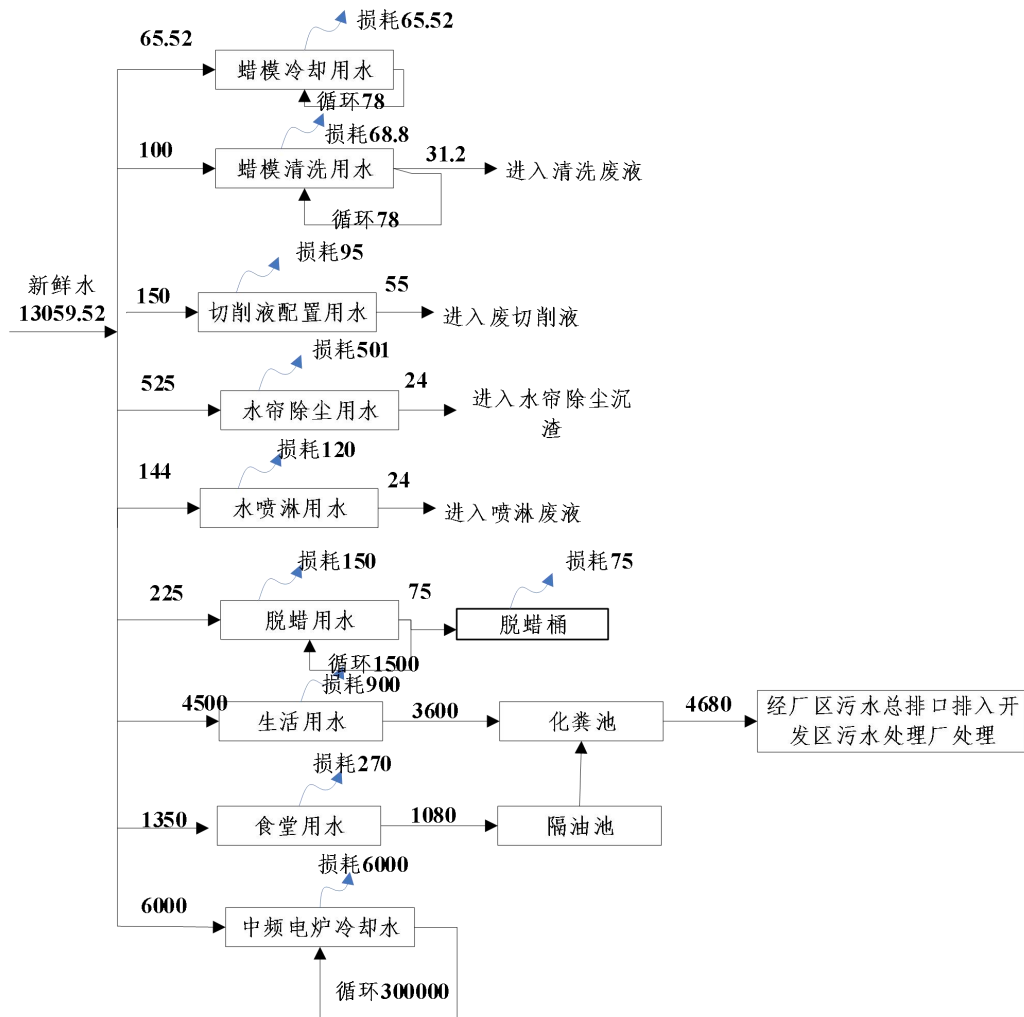 损耗65.52
65.52
蜡模冷却用水
循环78
损耗68.8
100
蜡模清洗用水
31.2
进入清洗废液
循环78
损耗95
新鲜水
13059.52
150
切削液配置用水
55
进入废切削液
损耗501
525
水帘除尘用水
24
进入水帘除尘沉
渣
损耗120
144
水喷淋用水
24
进入喷淋废液
损耗150
损耗75
225
脱蜡用水
75
脱蜡桶
循环1500
损耗900
4500
生活用水
3600
化粪池
4680
经厂区污水总排口排入开
发区污水处理厂处理
损耗270
1350
食堂用水
1080
隔油池
损耗6000
6000
中频电炉冷却水
循环300000